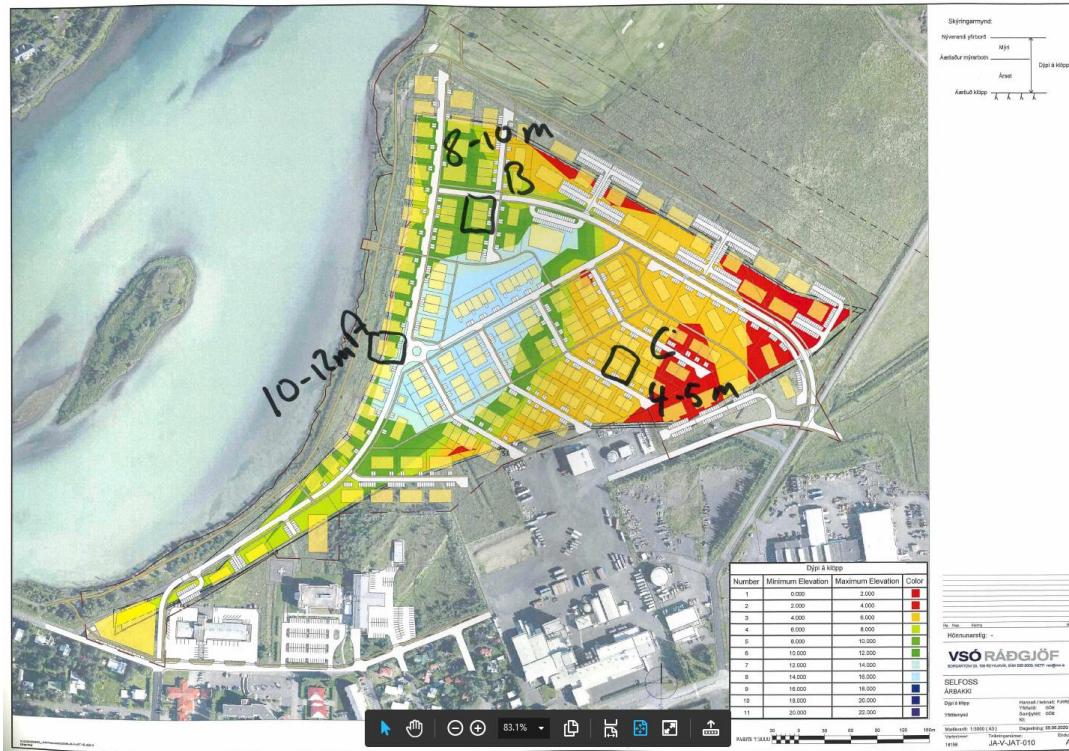 Skýringarmynd:
Núverandi yfirborð
Mýri
Áætlaður mýrarbotn
Dýpi á klöpp
Árset
Áætluð klöpp
8-10 m
B
A
10-12m
C
4-5 m
Dýpi á klöpp
Number Minimum Elevation Maximum Elevation Color
1 0.000 2.000
2 2.000 4.000
3 4.000 6.000
4 6.000 8.000
5 8.000 10.000
6 10.000 12.000
7 12.000 14.000
8 14.000 16.000
9 16.000 18.000
10 18.000 20.000
11 20.000 22.000
Hönnunarstig: -
VSÓ RÁÐGJÖF
SELFOSS
ÁRBAKKI
Dýpi á klöpp
Yfirlitsmynd
JA-V-JAT-010
83.1%